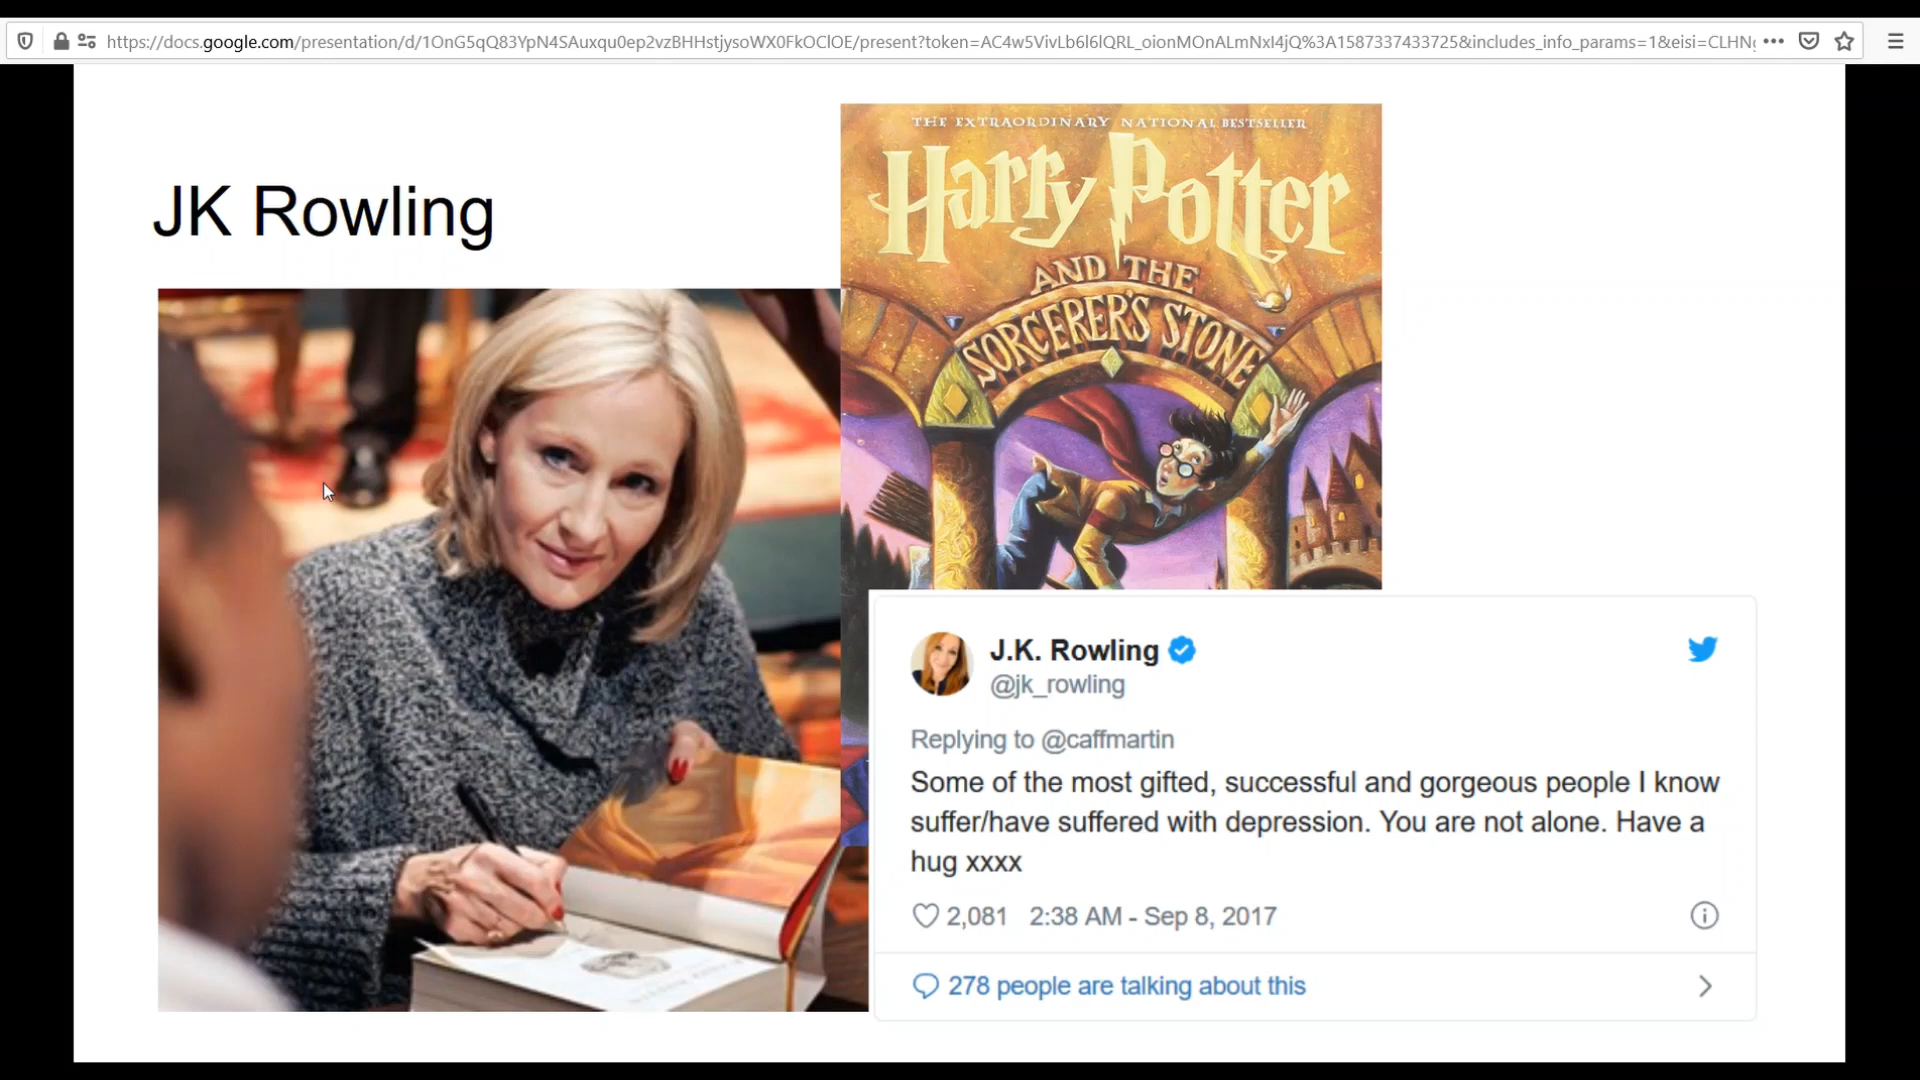 https://docs.google.com/presentation/d/1OnG5qQ83YpN4SAuxqu0ep2vzBHHstjysoWX0FkOClOE/present?token=AC4w5VivLb6l6lQRL_oionMOnALmNxI4jQ%3A1587337433725&includes_info_params=1&eisi=CLHN
JK Rowling
THE EXTRAORDINARY NATIONAL BESTSELLER
Harry Potter
AND THE
SORCERER'S STONE
J.K. Rowling
@jk_rowling
Replying to @caffmartin
Some of the most gifted, successful and gorgeous people I know
suffer/have suffered with depression. You are not alone. Have a
hug xxxx
2,081 2:38 AM - Sep 8, 2017
278 people are talking about this